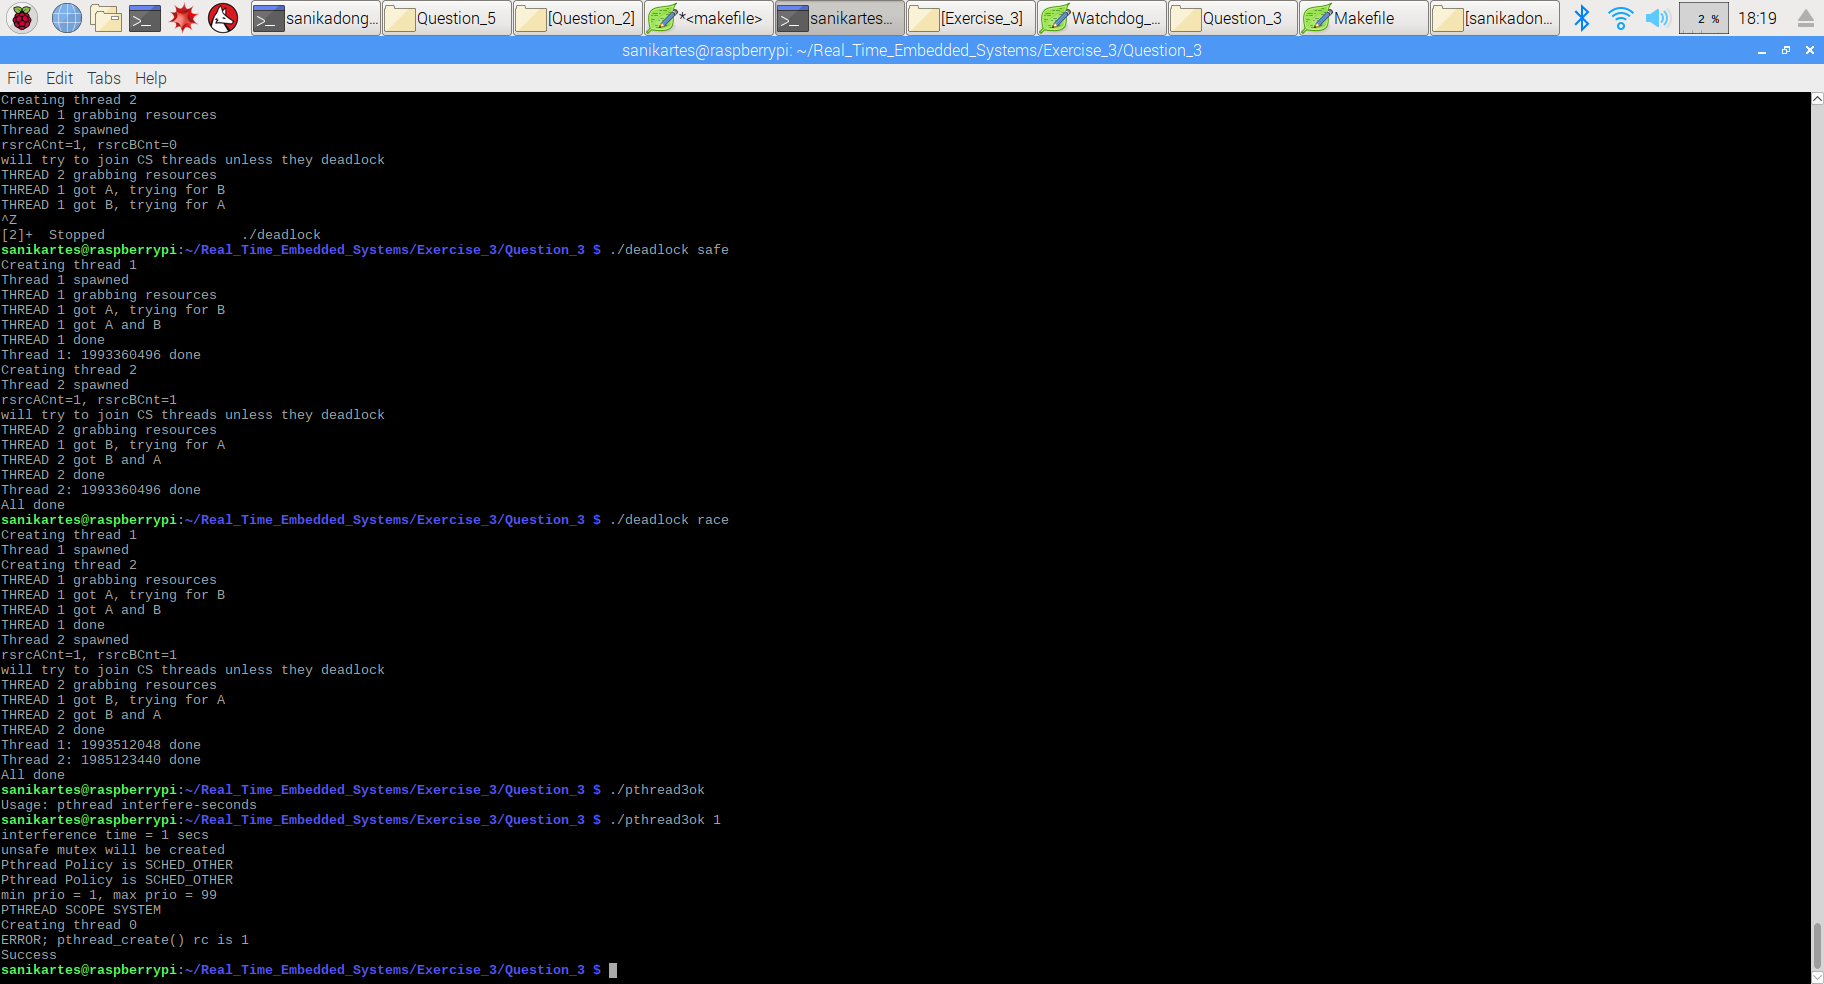 sanikadong... Question_5 [Question_2] *<makefile> sanikartes... [Exercise_3] Watchdog_... Question_3 Makefile [sanikadon... 2 % 18:19
sanikartes@raspberrypi: ~/Real_Time_Embedded_Systems/Exercise_3/Question_3
File Edit Tabs Help
Creating thread 2
THREAD 1 grabbing resources
Thread 2 spawned
rsrcACnt=1, rsrcBCnt=0
will try to join CS threads unless they deadlock
THREAD 2 grabbing resources
THREAD 1 got A, trying for B
THREAD 1 got B, trying for A
^Z
[2]+  Stopped                 ./deadlock
sanikartes@raspberrypi:~/Real_Time_Embedded_Systems/Exercise_3/Question_3 $ ./deadlock safe
Creating thread 1
Thread 1 spawned
THREAD 1 grabbing resources
THREAD 1 got A, trying for B
THREAD 1 got A and B
THREAD 1 done
Thread 1: 1993360496 done
Creating thread 2
Thread 2 spawned
rsrcACnt=1, rsrcBCnt=1
will try to join CS threads unless they deadlock
THREAD 2 grabbing resources
THREAD 1 got B, trying for A
THREAD 2 got B and A
THREAD 2 done
Thread 2: 1993360496 done
All done
sanikartes@raspberrypi:~/Real_Time_Embedded_Systems/Exercise_3/Question_3 $ ./deadlock race
Creating thread 1
Thread 1 spawned
Creating thread 2
THREAD 1 grabbing resources
THREAD 1 got A, trying for B
THREAD 1 got A and B
THREAD 1 done
Thread 2 spawned
rsrcACnt=1, rsrcBCnt=1
will try to join CS threads unless they deadlock
THREAD 2 grabbing resources
THREAD 1 got B, trying for A
THREAD 2 got B and A
THREAD 2 done
Thread 1: 1993512048 done
Thread 2: 1985123440 done
All done
sanikartes@raspberrypi:~/Real_Time_Embedded_Systems/Exercise_3/Question_3 $ ./pthread3ok
Usage: pthread interfere-seconds
sanikartes@raspberrypi:~/Real_Time_Embedded_Systems/Exercise_3/Question_3 $ ./pthread3ok 1
interference time = 1 secs
unsafe mutex will be created
Pthread Policy is SCHED_OTHER
Pthread Policy is SCHED_OTHER
min prio = 1, max prio = 99
PTHREAD SCOPE SYSTEM
Creating thread 0
ERROR; pthread_create() rc is 1
Success
sanikartes@raspberrypi:~/Real_Time_Embedded_Systems/Exercise_3/Question_3 $